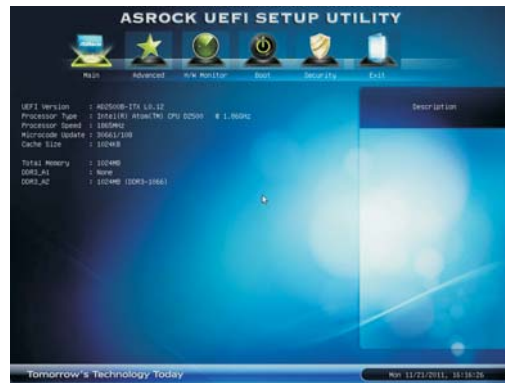 ASROCK UEFI SETUP UTILITY
Main Advanced H/W Monitor Boot Security Exit
UEFI Version : AD2500B-ITX L0.12
Processor Type : Intel(R) Atom(TM) CPU D2500 @ 1.86GHz
Processor Speed : 1865MHz
Microcode Update : 30661/108
Cache Size : 1024KB
Total Memory : 1024MB
DDR3_A1 : None
DDR3_A2 : 1024MB (DDR3-1066)
Description
Tomorrow's Technology Today
Mon 11/21/2011, 16:16:26